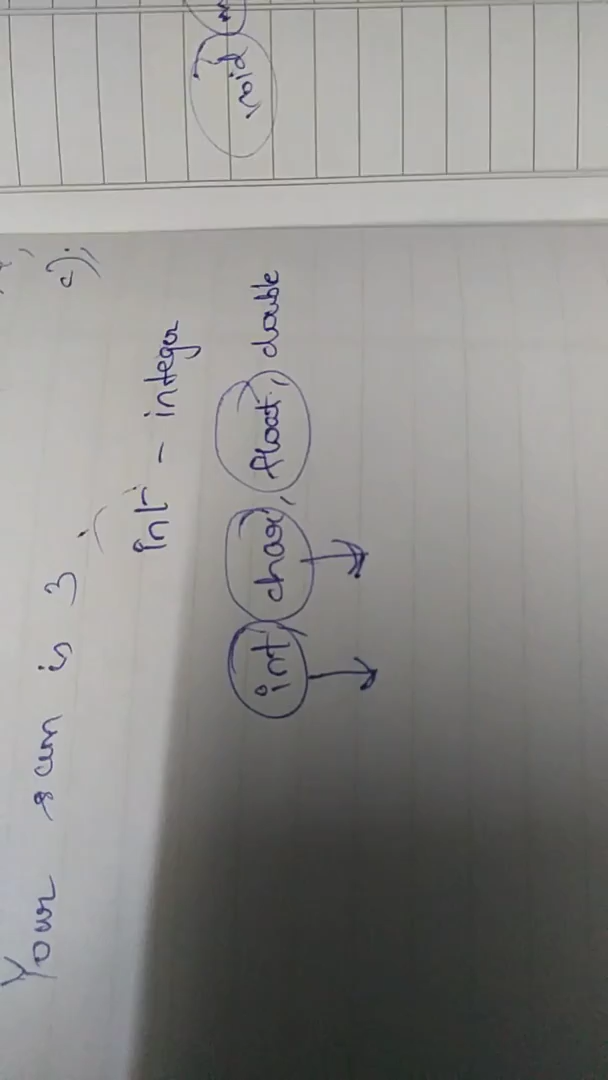 void
c);
Your sum is 3
int - integer
int, char, float, double